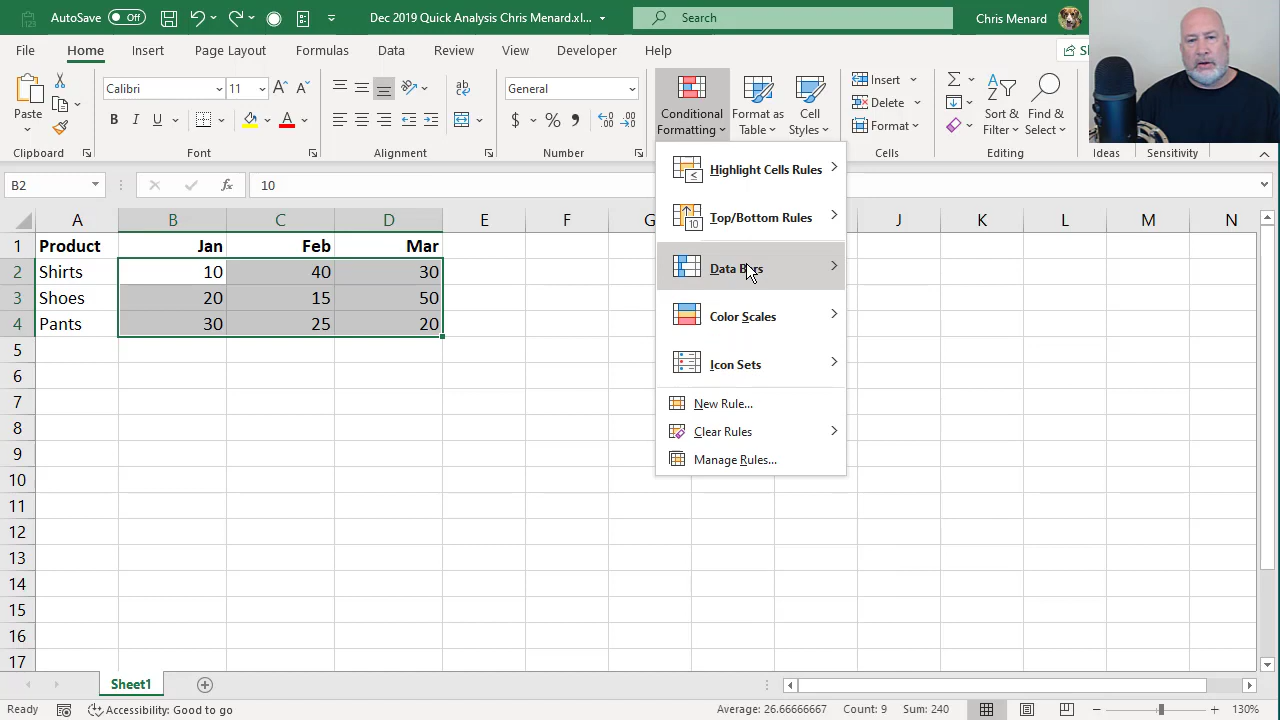 AutoSave Off Dec 2019 Quick Analysis Chris Menard.xl... Search Chris Menard
File Home Insert Page Layout Formulas Data Review View Developer Help Sh
Paste
Calibri 11 A A
B I U A
ab
General
$ % 9
Conditional Formatting
Format as Table
Cell Styles
Insert
Delete
Format
Sort & Filter
Find & Select
Clipboard Font Alignment Number Cells Editing Ideas Sensitivity
B2 fx 10
A B C D E F G J K L M N
1 Product Jan Feb Mar
2 Shirts 10 40 30
3 Shoes 20 15 50
4 Pants 30 25 20
5
6
7
8
9
10
11
12
13
14
15
16
17
Highlight Cells Rules
10 Top/Bottom Rules
Data Bars
Color Scales
Icon Sets
New Rule...
Clear Rules
Manage Rules...
Sheet1
Ready Accessibility: Good to go Average: 26.66666667 Count: 9 Sum: 240 130%